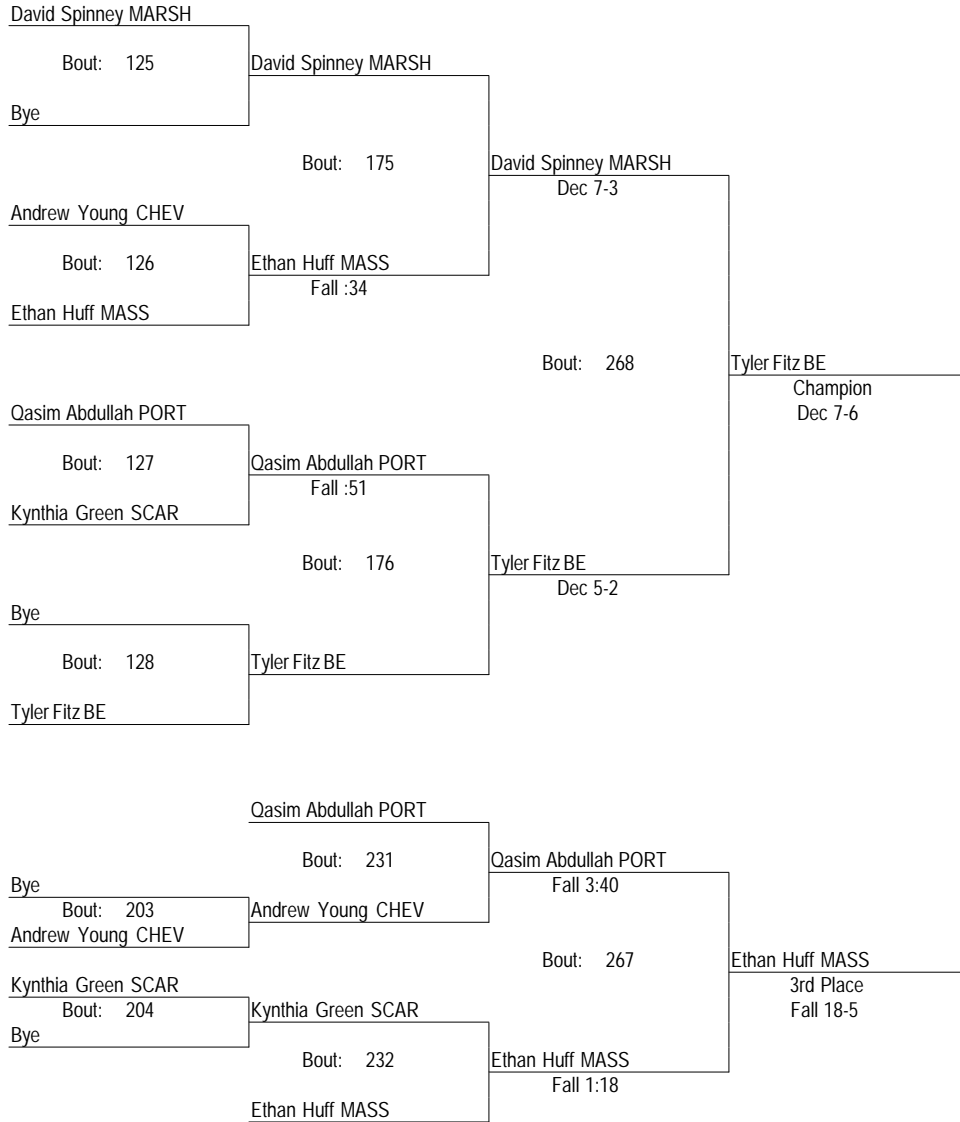 David Spinney MARSH
Bout: 125
David Spinney MARSH
Bye
Bout: 175
David Spinney MARSH
Dec 7-3
Andrew Young CHEV
Bout: 126
Ethan Huff MASS
Fall :34
Ethan Huff MASS
Bout: 268
Tyler Fitz BE
Champion
Dec 7-6
Qasim Abdullah PORT
Bout: 127
Qasim Abdullah PORT
Fall :51
Kynthia Green SCAR
Bout: 176
Tyler Fitz BE
Dec 5-2
Bye
Bout: 128
Tyler Fitz BE
Tyler Fitz BE
Qasim Abdullah PORT
Bout: 231
Qasim Abdullah PORT
Fall 3:40
Bye
Bout: 203
Andrew Young CHEV
Andrew Young CHEV
Bout: 267
Ethan Huff MASS
3rd Place
Fall 18-5
Kynthia Green SCAR
Bout: 204
Kynthia Green SCAR
Bye
Bout: 232
Ethan Huff MASS
Fall 1:18
Ethan Huff MASS